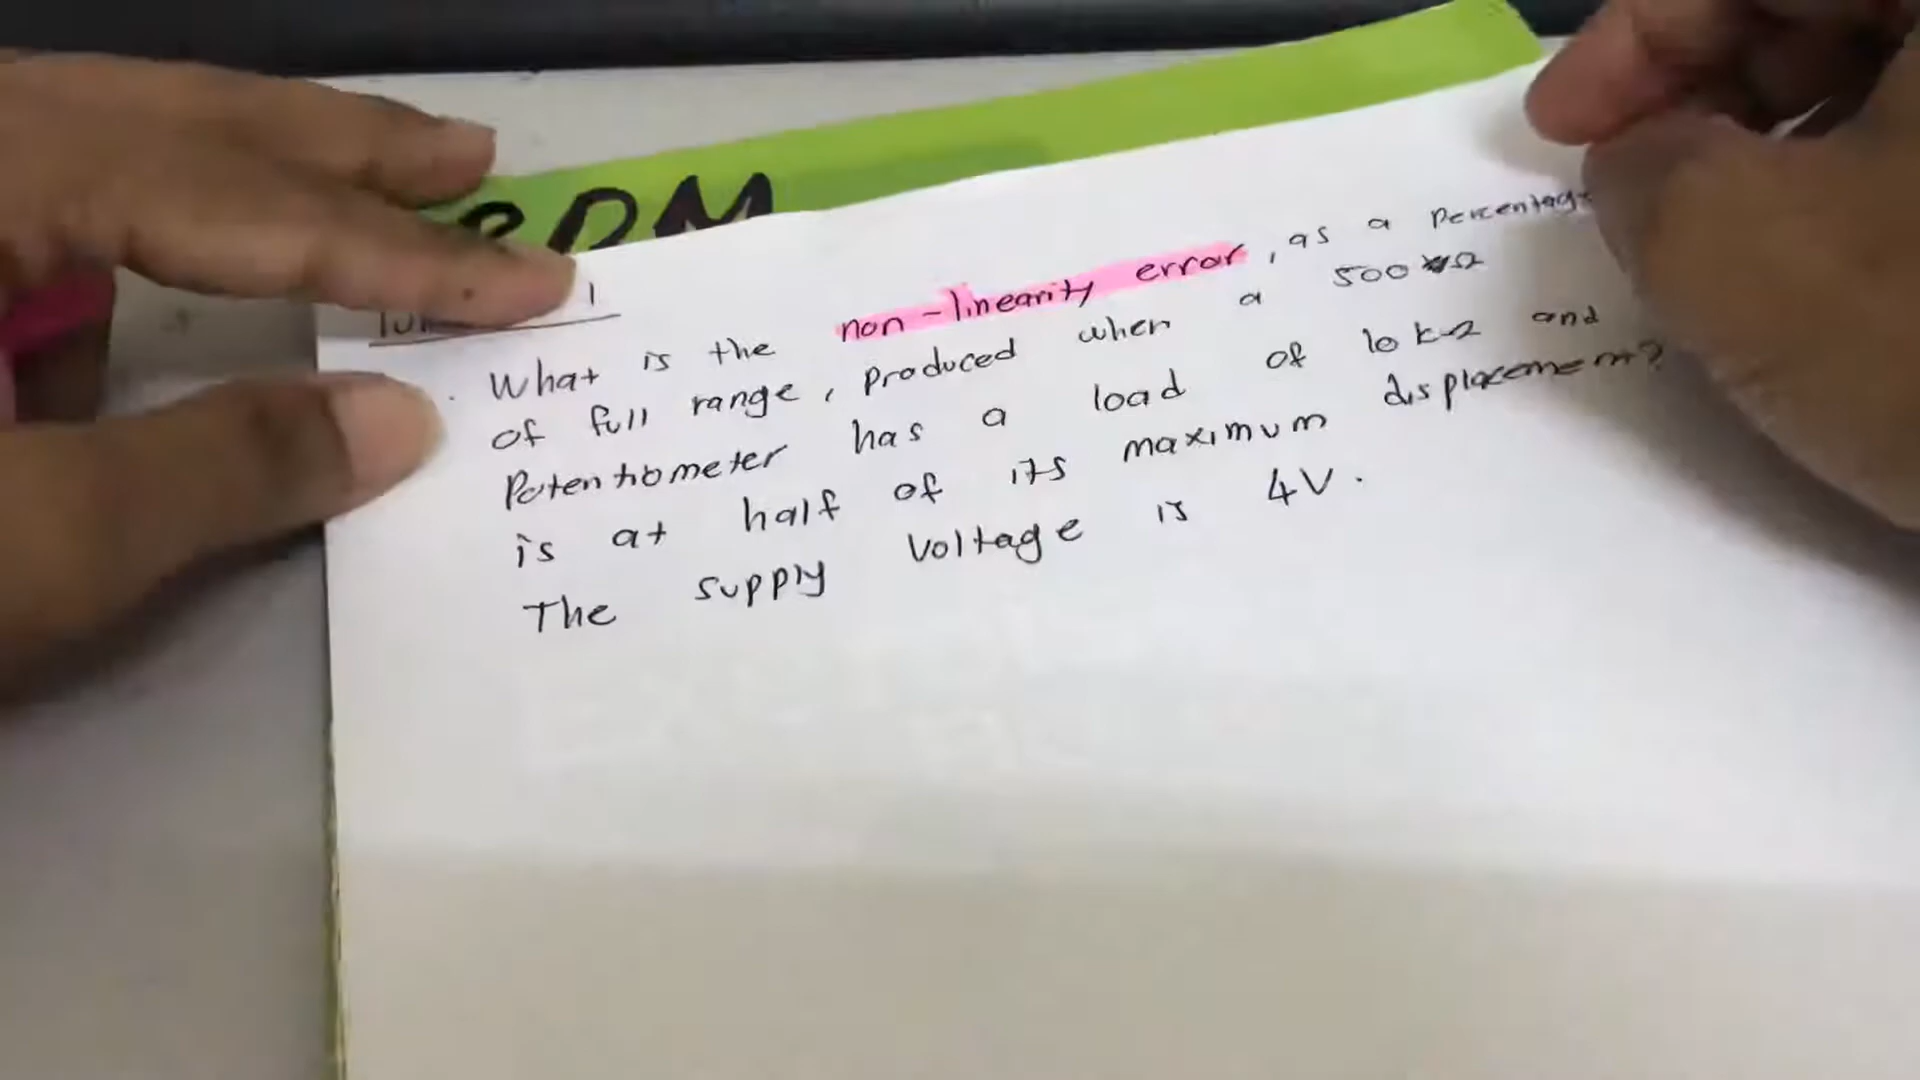 1
What is the non-linearity error, as a Percentage
of full range, produced when a 500 Ω
Potentiometer has a load of 10 kΩ and
is at half of its maximum displacement?
The supply voltage is 4V.